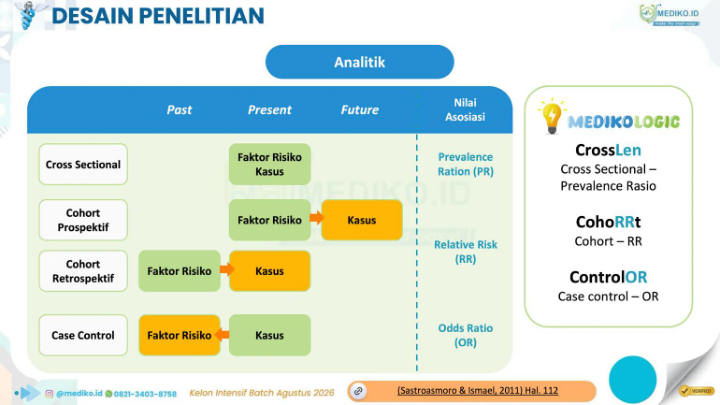 DESAIN PENELITIAN
MEDIKO.ID
Analitik
Past
Present
Future
Nilai
Asosiasi
Cross Sectional
Faktor Risiko
Kasus
Prevalence
Ration (PR)
Cohort
Prospektif
Faktor Risiko
Kasus
Relative Risk
(RR)
Cohort
Retrospektif
Faktor Risiko
Kasus
Case Control
Faktor Risiko
Kasus
Odds Ratio
(OR)
MEDIKO.ID
MEDIKOLOGIC
CrossLen
Cross Sectional –
Prevalence Rasio
CohoRRt
Cohort – RR
ControlOR
Case control – OR
@mediko.id
0821-3403-8758
Kelon Intensif Batch Agustus 2026
(Sastroasmoro & Ismael, 2011) Hal. 112
VERIFIED